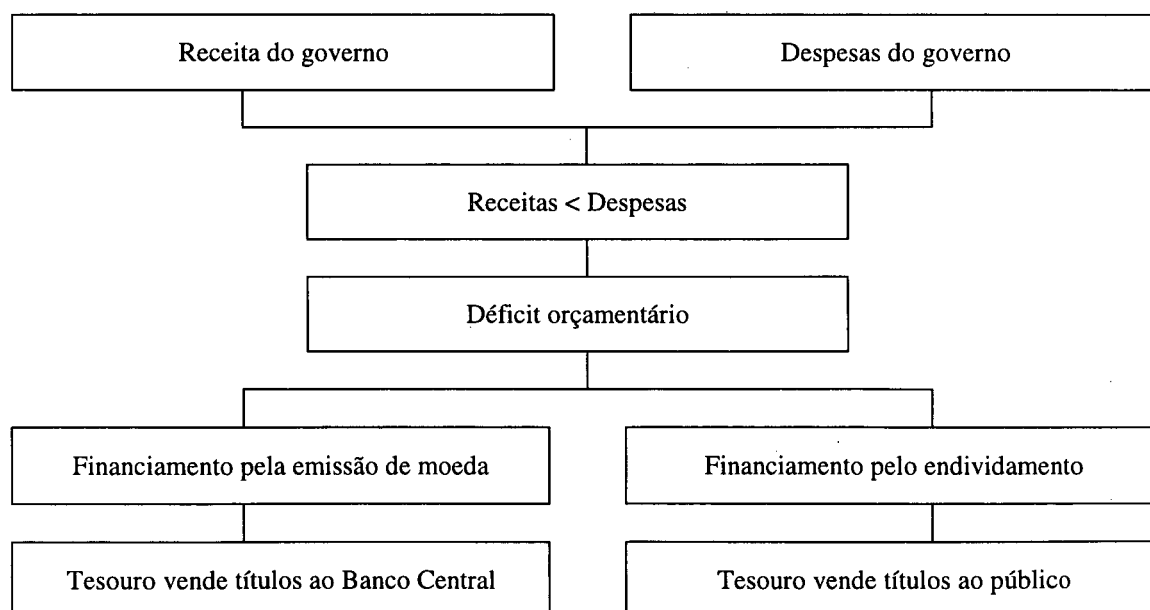 Receita do governo
Despesas do governo
Receitas < Despesas
Déficit orçamentário
Financiamento pela emissão de moeda
Financiamento pelo endividamento
Tesouro vende títulos ao Banco Central
Tesouro vende títulos ao público